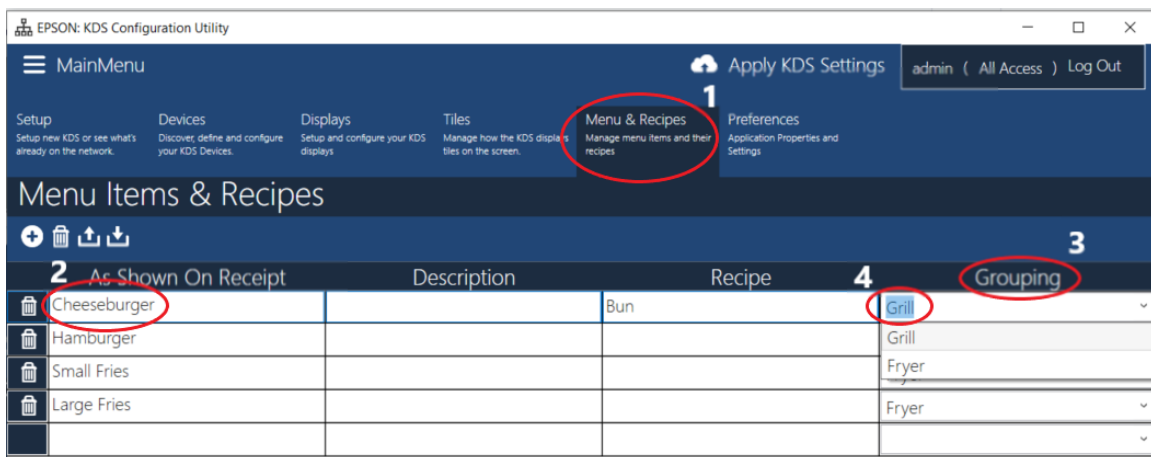 EPSON: KDS Configuration Utility
MainMenu
Apply KDS Settings
admin ( All Access ) Log Out
1
Setup
Setup new KDS or see what's
already on the network.
Devices
Discover, define and configure
your KDS Devices.
Displays
Setup and configure your KDS
displays
Tiles
Manage how the KDS displays
tiles on the screen.
Menu & Recipes
Manage menu items and their
recipes
Preferences
Application Properties and
Settings
Menu Items & Recipes
3
2 As Shown On Receipt Description Recipe 4 Grouping
Cheeseburger Bun Grill
Hamburger Grill
Small Fries Fryer
Large Fries Fryer